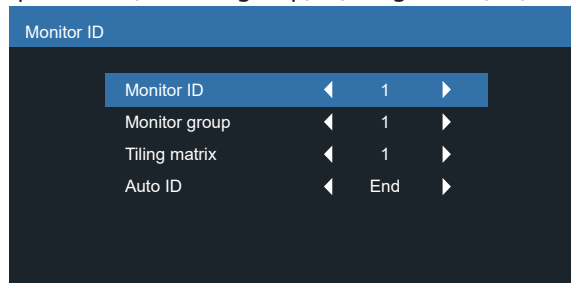 Monitor ID
Monitor ID 1
Monitor group 1
Tiling matrix 1
Auto ID End